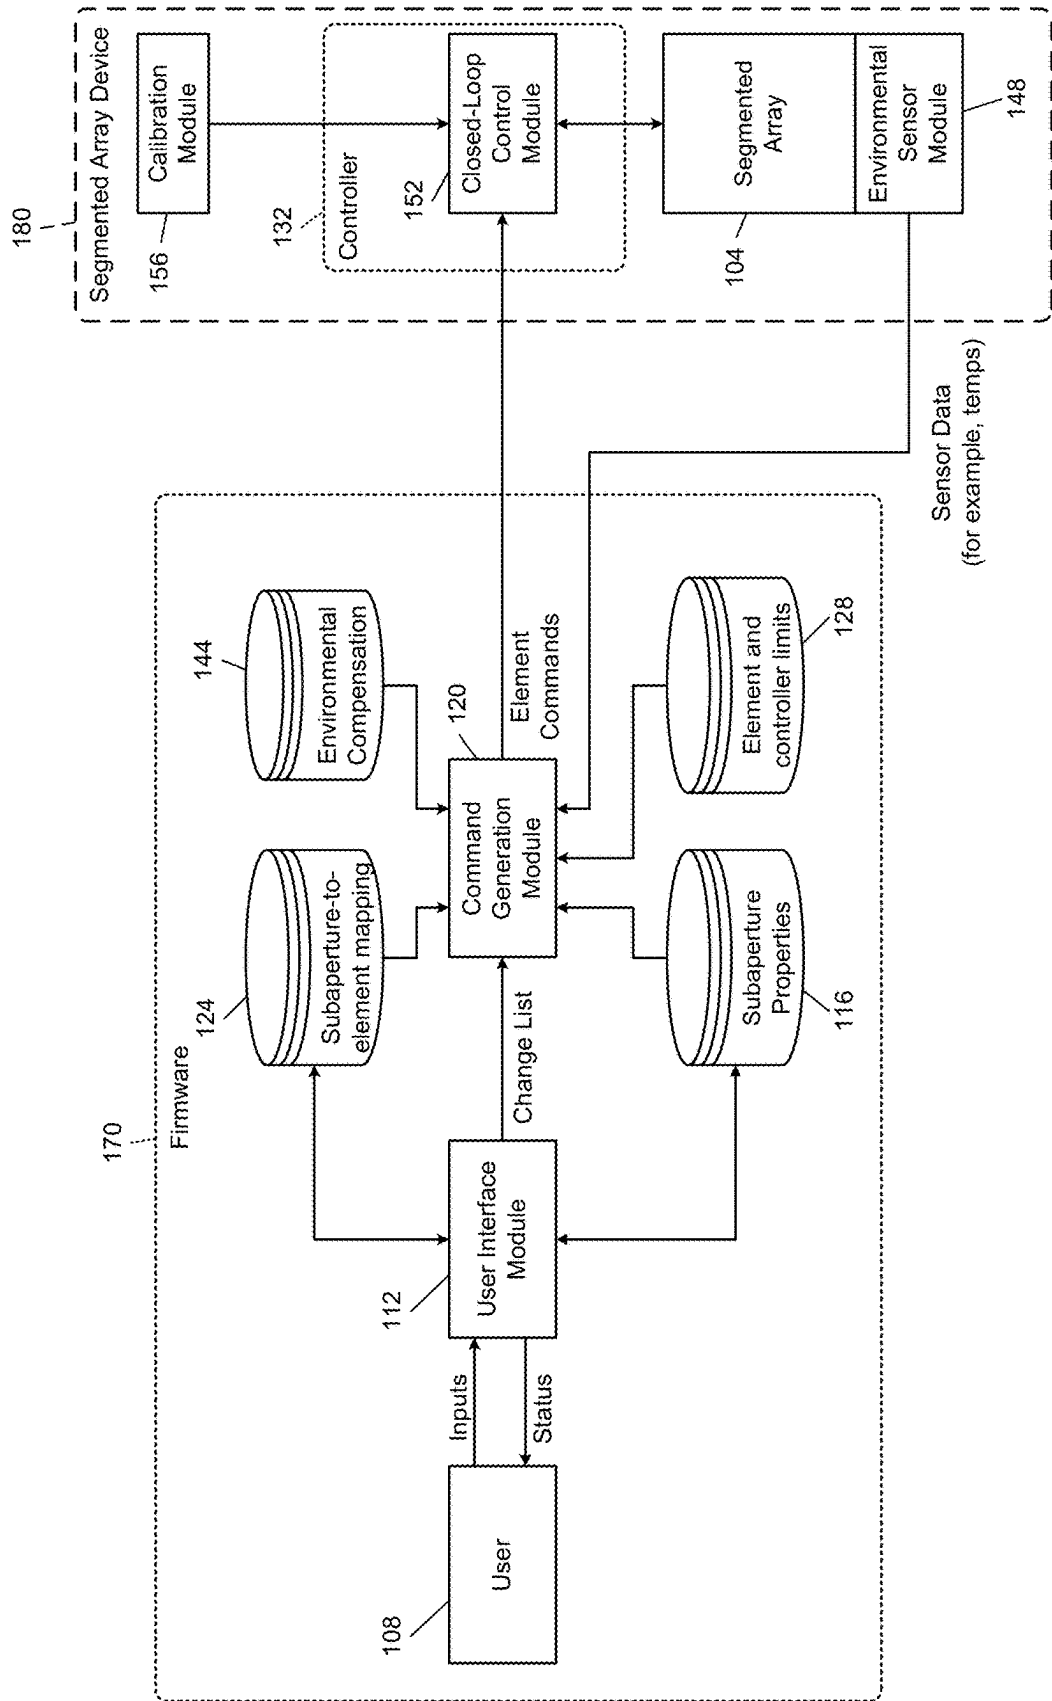 170
Firmware
108
User
Inputs
Status
112
User Interface
Module
Change List
124
Subaperture-to-
element mapping
144
Environmental
Compensation
120
Command
Generation
Module
Subaperture
Properties
116
Element and
controller limits
128
Element
Commands
Sensor Data
(for example, temps)
180
Segmented Array Device
156
Calibration
Module
132
Controller
152
Closed-Loop
Control
Module
104
Segmented
Array
Environmental
Sensor
Module
148